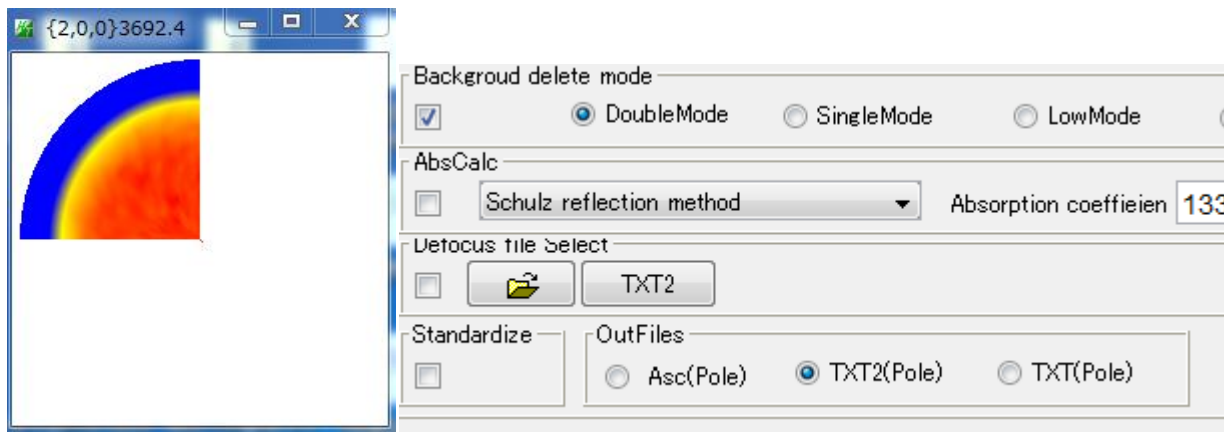 {2,0,0}3692.4
Backgroud delete mode
DoubleMode SingleMode LowMode
AbsCalc
Schulz reflection method Absorption coeffieien 133
Defocus file Select
TXT2
Standardize OutFiles
Asc(Pole) TXT2(Pole) TXT(Pole)